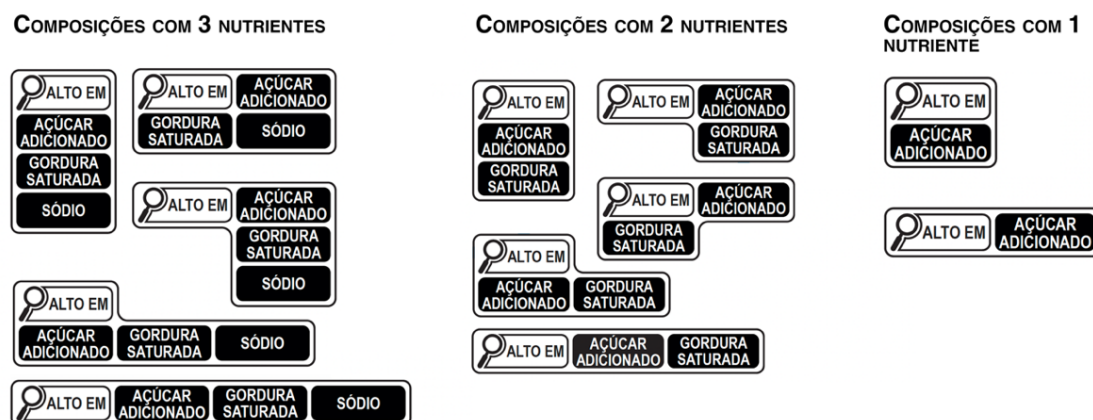 COMPOSIÇÕES COM 3 NUTRIENTES
ALTO EM
AÇÚCAR
ADICIONADO
GORDURA
SATURADA
SÓDIO
ALTO EM
AÇÚCAR
ADICIONADO
GORDURA
SATURADA
SÓDIO
ALTO EM
AÇÚCAR
ADICIONADO
GORDURA
SATURADA
SÓDIO
ALTO EM
AÇÚCAR
ADICIONADO
GORDURA
SATURADA
SÓDIO
ALTO EM
AÇÚCAR
ADICIONADO
GORDURA
SATURADA
SÓDIO
COMPOSIÇÕES COM 2 NUTRIENTES
ALTO EM
AÇÚCAR
ADICIONADO
GORDURA
SATURADA
ALTO EM
AÇÚCAR
ADICIONADO
GORDURA
SATURADA
ALTO EM
AÇÚCAR
ADICIONADO
GORDURA
SATURADA
ALTO EM
AÇÚCAR
ADICIONADO
GORDURA
SATURADA
ALTO EM
AÇÚCAR
ADICIONADO
GORDURA
SATURADA
COMPOSIÇÕES COM 1
NUTRIENTE
ALTO EM
AÇÚCAR
ADICIONADO
ALTO EM
AÇÚCAR
ADICIONADO